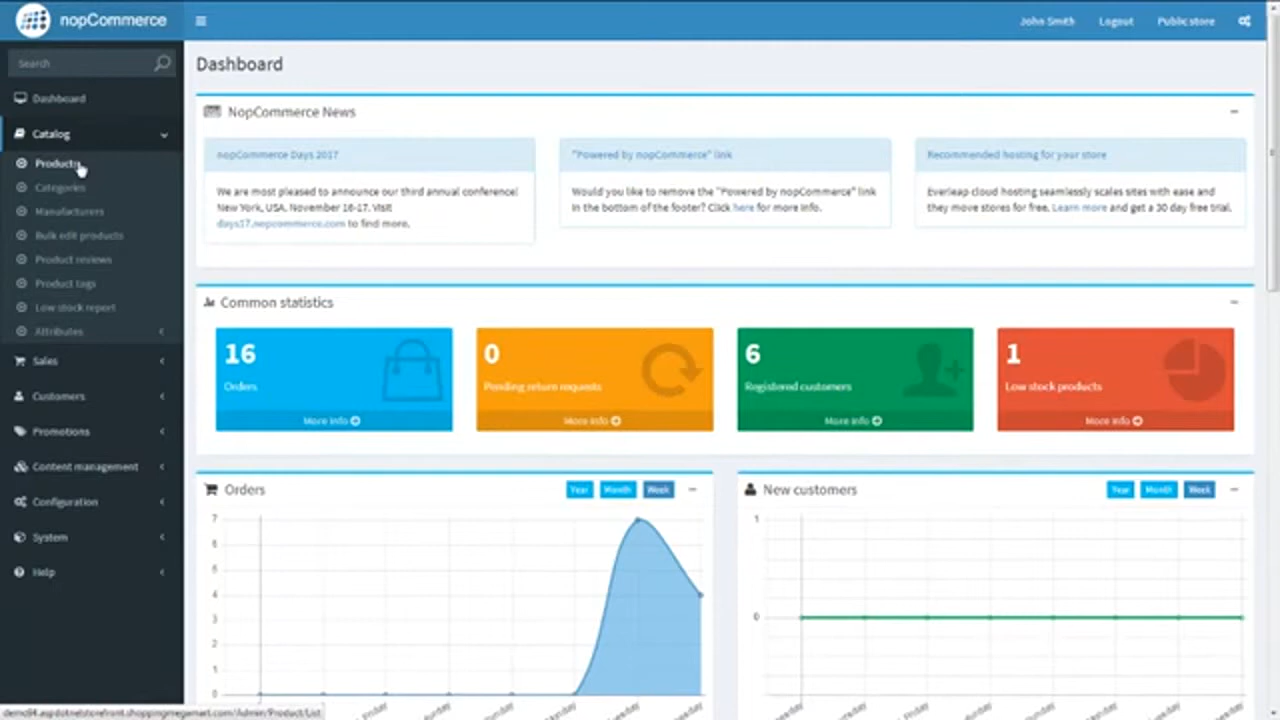 nopCommerce
John Smith
Logout
Public store
Search
Dashboard
Dashboard
Catalog
Products
Categories
Manufacturers
Bulk edit products
Product reviews
Product tags
Low stock report
Attributes
Sales
Customers
Promotions
Content management
Configuration
System
Help
NopCommerce News
nopCommerce Days 2017
We are most pleased to announce our third annual conference!
New York, USA. November 16-17. Visit
days17.nopcommerce.com to find more.
"Powered by nopCommerce" link
Would you like to remove the "Powered by nopCommerce" link
in the bottom of the footer? Click here for more info.
Recommended hosting for your store
Everleap cloud hosting seamlessly scales sites with ease and
they move stores for free. Learn more and get a 30 day free trial.
Common statistics
16
Orders
More info
0
Pending return requests
More info
6
Registered customers
More info
1
Low stock products
More info
Orders
Year
Month
Week
7
6
5
4
3
2
1
0
New customers
Year
Month
Week
1
0